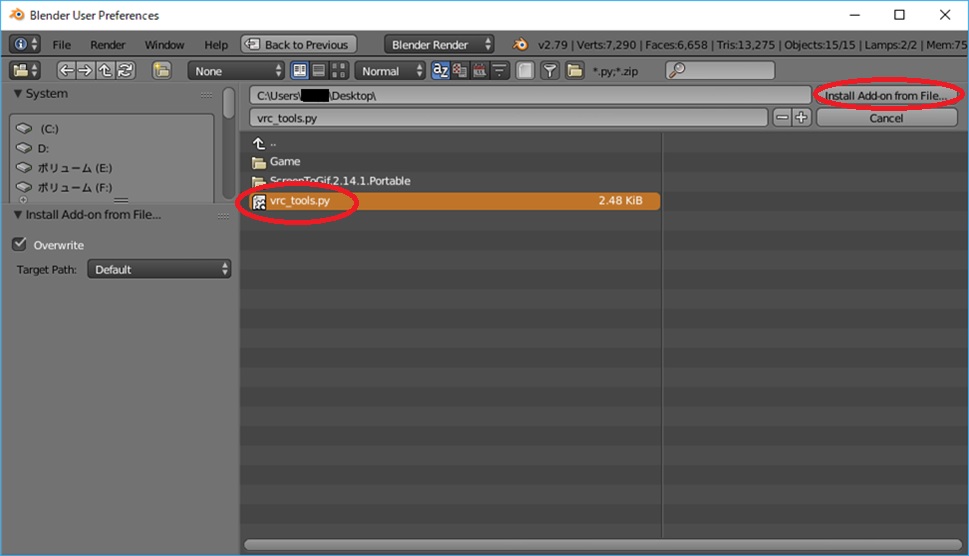 Blender User Preferences
File Render Window Help Back to Previous Blender Render v2.79 | Verts:7,290 | Faces:6,658 | Tris:13,275 | Objects:15/15 | Lamps:2/2 | Mem:75
None Normal *.py;*.zip
System
C:\Users\ \Desktop\
Install Add-on from File...
vrc_tools.py
Cancel
(C:)
D:
ボリューム (E:)
ボリューム (F:)
..
Game
ScreenToGif.2.14.1.Portable
vrc_tools.py 2.48 KiB
Install Add-on from File...
Overwrite
Target Path: Default